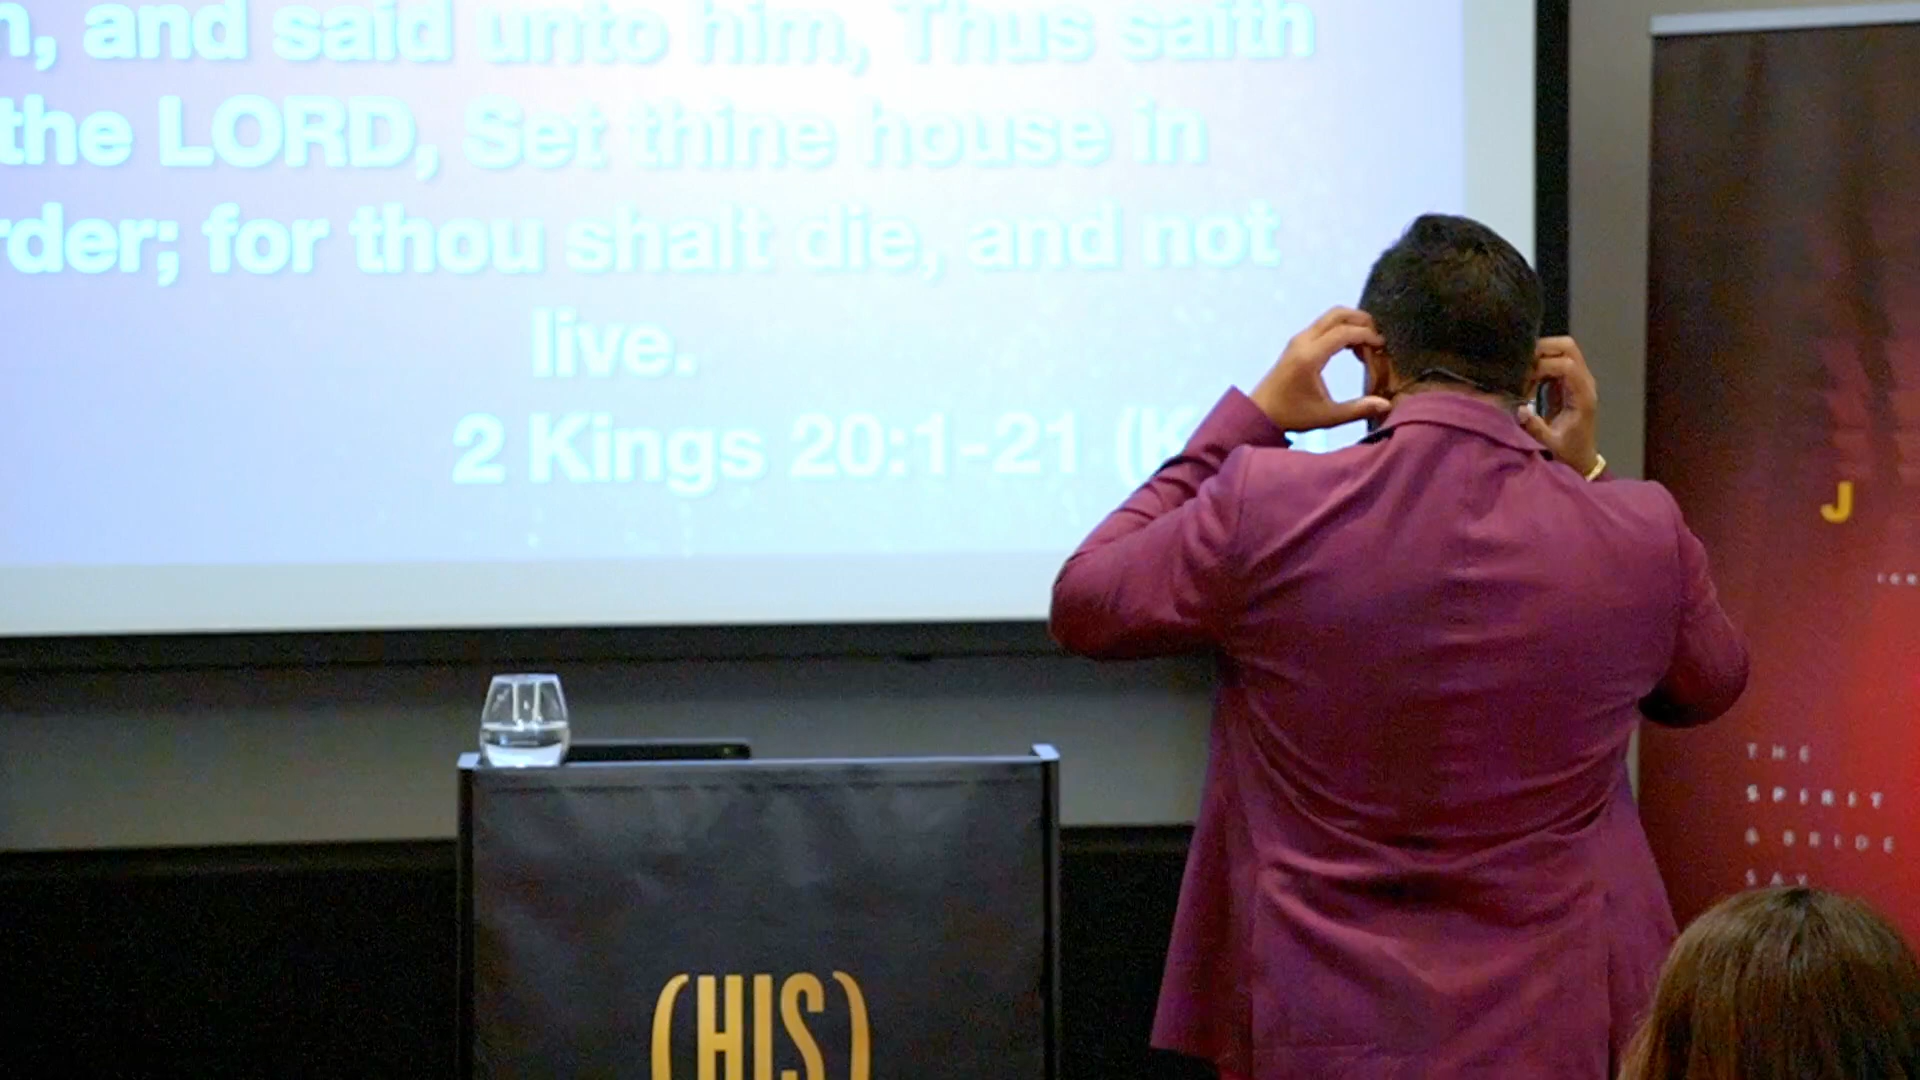 and said unto him, Thus saith
the LORD, Set thine house in
for thou shalt die, and not
live.
2 Kings 20:1-21
(HIS)
J
THE
SPIRIT
& BRIDE
SAY